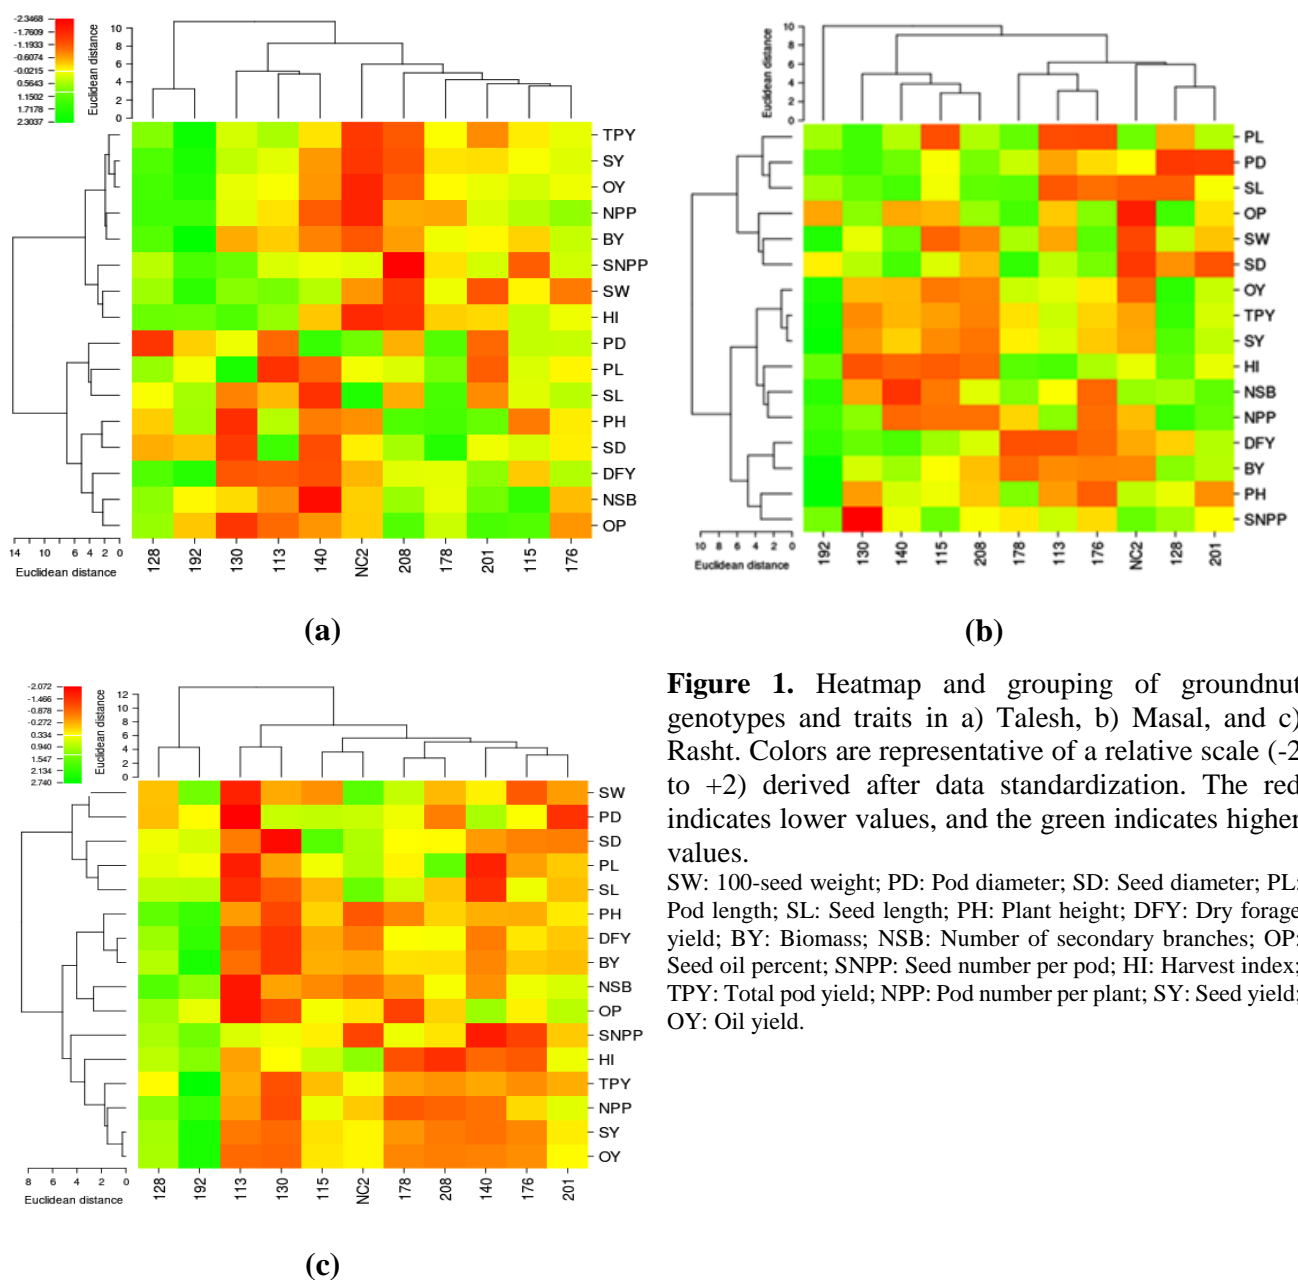 -2.3468
-1.7609
-1.1933
-0.6074
-0.0215
0.5643
1.1502
1.7178
2.3037
Euclidean distance
10
8
6
4
2
0
TPY
SY
OY
NPP
BY
SNPP
SW
HI
PD
PL
SL
PH
SD
DFY
NSB
OP
14 10 8 6 4 2 0
Euclidean distance
128 192 130 113 140 NC2 208 178 201 115 176
(a)
Euclidean distance
10
8
6
4
2
0
PL
PD
SL
OP
SW
SD
OY
TPY
SY
HI
NSB
NPP
DFY
BY
PH
SNPP
10 8 6 4 2 0
Euclidean distance
192 130 140 115 208 178 113 176 NC2 128 201
(b)
-2.072
-1.466
-0.878
-0.272
0.334
0.940
1.547
2.134
2.740
Euclidean distance
12
10
8
6
4
2
0
SW
PD
SD
PL
SL
PH
DFY
BY
NSB
OP
SNPP
HI
TPY
NPP
SY
OY
8 6 4 2 0
Euclidean distance
128 192 113 130 115 NC2 178 208 140 176 201
(c)
Figure 1. Heatmap and grouping of groundnut
genotypes and traits in a) Talesh, b) Masal, and c)
Rasht. Colors are representative of a relative scale (-2
to +2) derived after data standardization. The red
indicates lower values, and the green indicates higher
values.
SW: 100-seed weight; PD: Pod diameter; SD: Seed diameter; PL:
Pod length; SL: Seed length; PH: Plant height; DFY: Dry forage
yield; BY: Biomass; NSB: Number of secondary branches; OP:
Seed oil percent; SNPP: Seed number per pod; HI: Harvest index;
TPY: Total pod yield; NPP: Pod number per plant; SY: Seed yield;
OY: Oil yield.